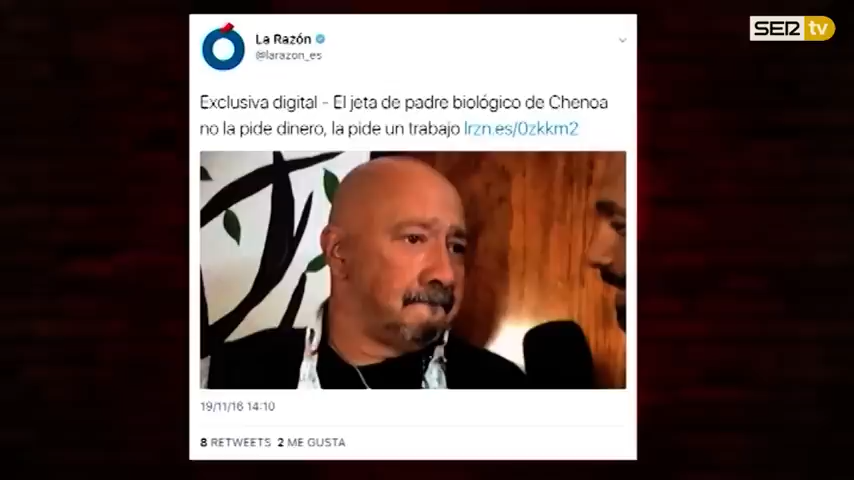 SER tv
La Razón
@larazon_es
Exclusiva digital - El jeta de padre biológico de Chenoa
no la pide dinero, la pide un trabajo lrzn.es/0zkkm2
19/11/16 14:10
8 RETWEETS 2 ME GUSTA